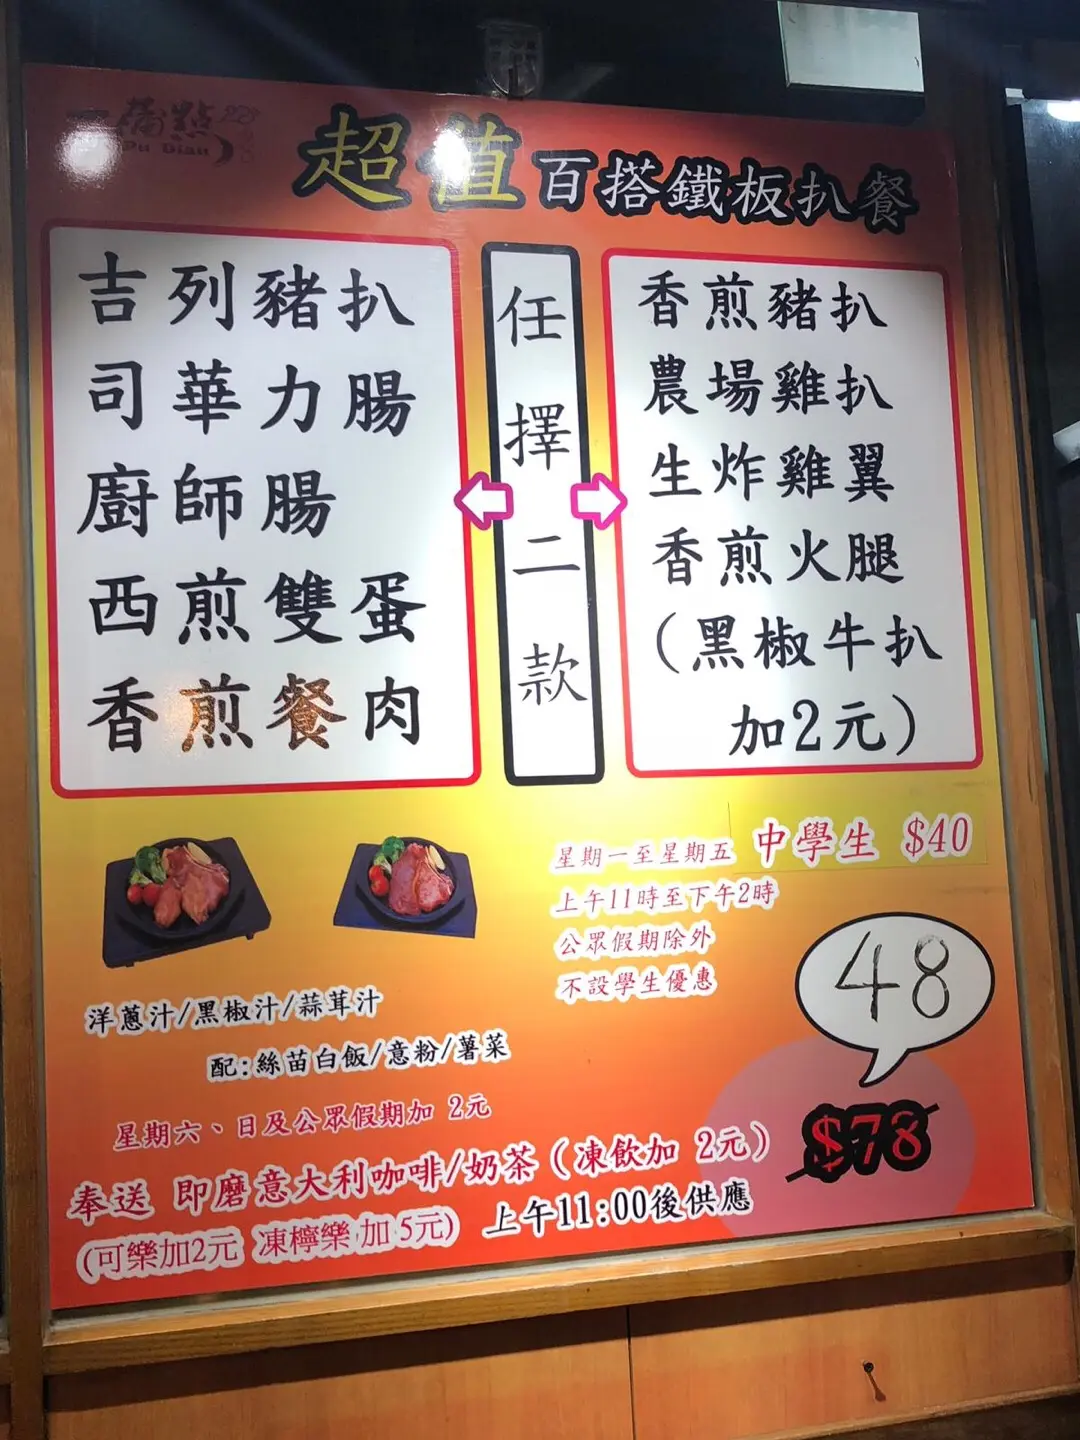 蒲點
Pu Dian
超值百搭鐵板扒餐
吉列豬扒
司華力腸
廚師腸
西煎雙蛋
香煎餐肉
任擇二款
香煎豬扒
農場雞扒
生炸雞翼
香煎火腿
(黑椒牛扒
加2元)
星期一至星期五 中學生 $40
上午11時至下午2時
公眾假期除外
不設學生優惠
48
$78
洋蔥汁/黑椒汁/蒜茸汁
配:絲苗白飯/意粉/薯菜
星期六、日及公眾假期加 2元
奉送 即磨意大利咖啡/奶茶(凍飲加 2元)
(可樂加2元 凍檸樂加5元) 上午11:00後供應